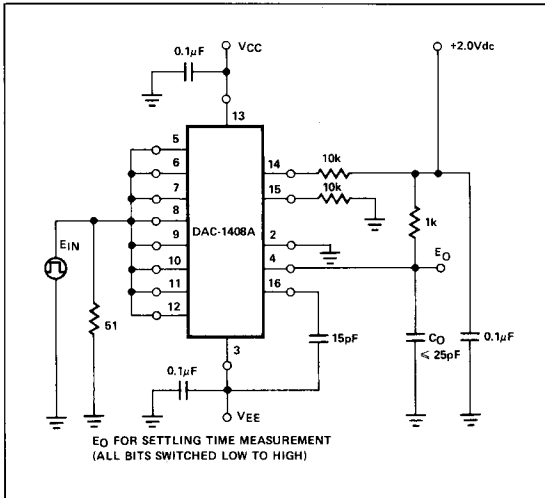 VCC
+2.0Vdc
0.1μF
13
5
6
7
8
9
10
11
12
14
15
2
4
16
3
DAC-1408A
10k
10k
1k
EIN
51
EO
15pF
CO
≤ 25pF
0.1μF
0.1μF
VEE
EO FOR SETTLING TIME MEASUREMENT
(ALL BITS SWITCHED LOW TO HIGH)